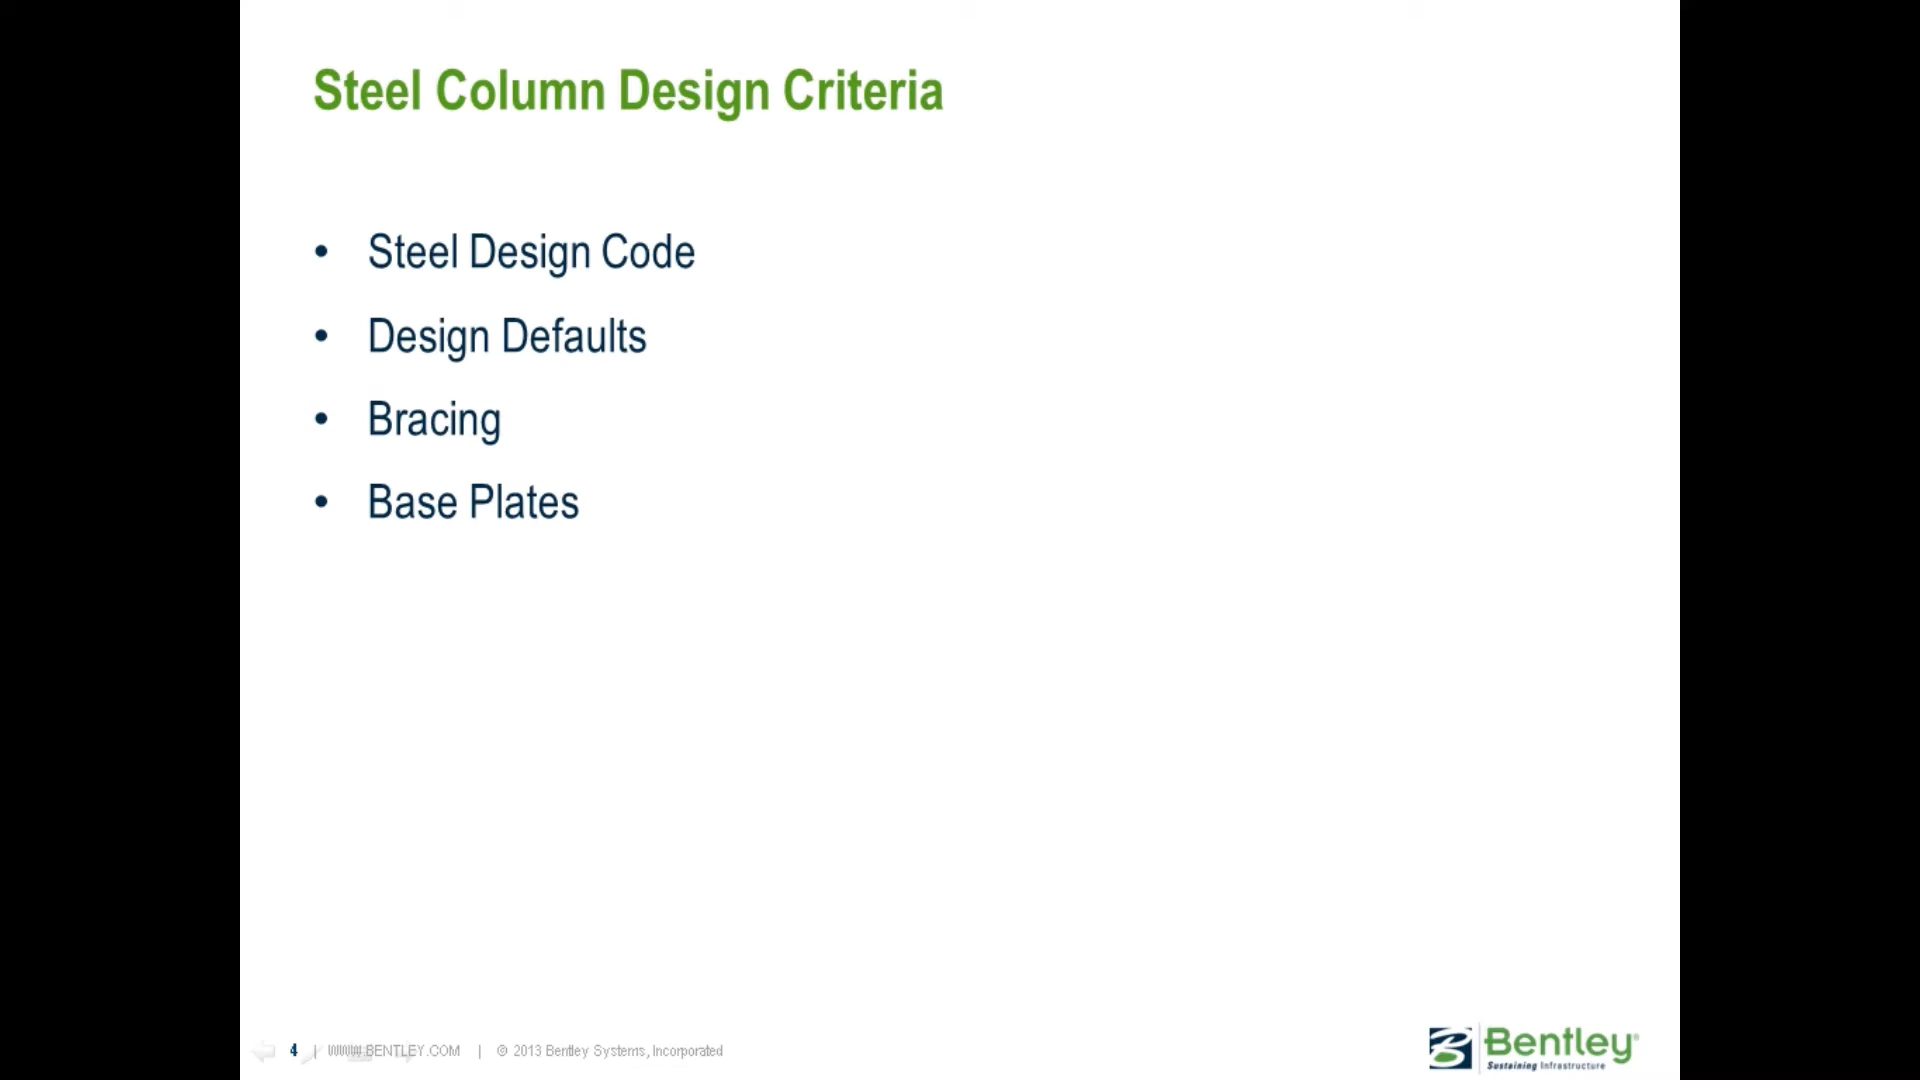 Steel Column Design Criteria
• Steel Design Code
• Design Defaults
• Bracing
• Base Plates
4 | WWW.BENTLEY.COM | © 2013 Bentley Systems, Incorporated
Bentley®
Sustaining Infrastructure